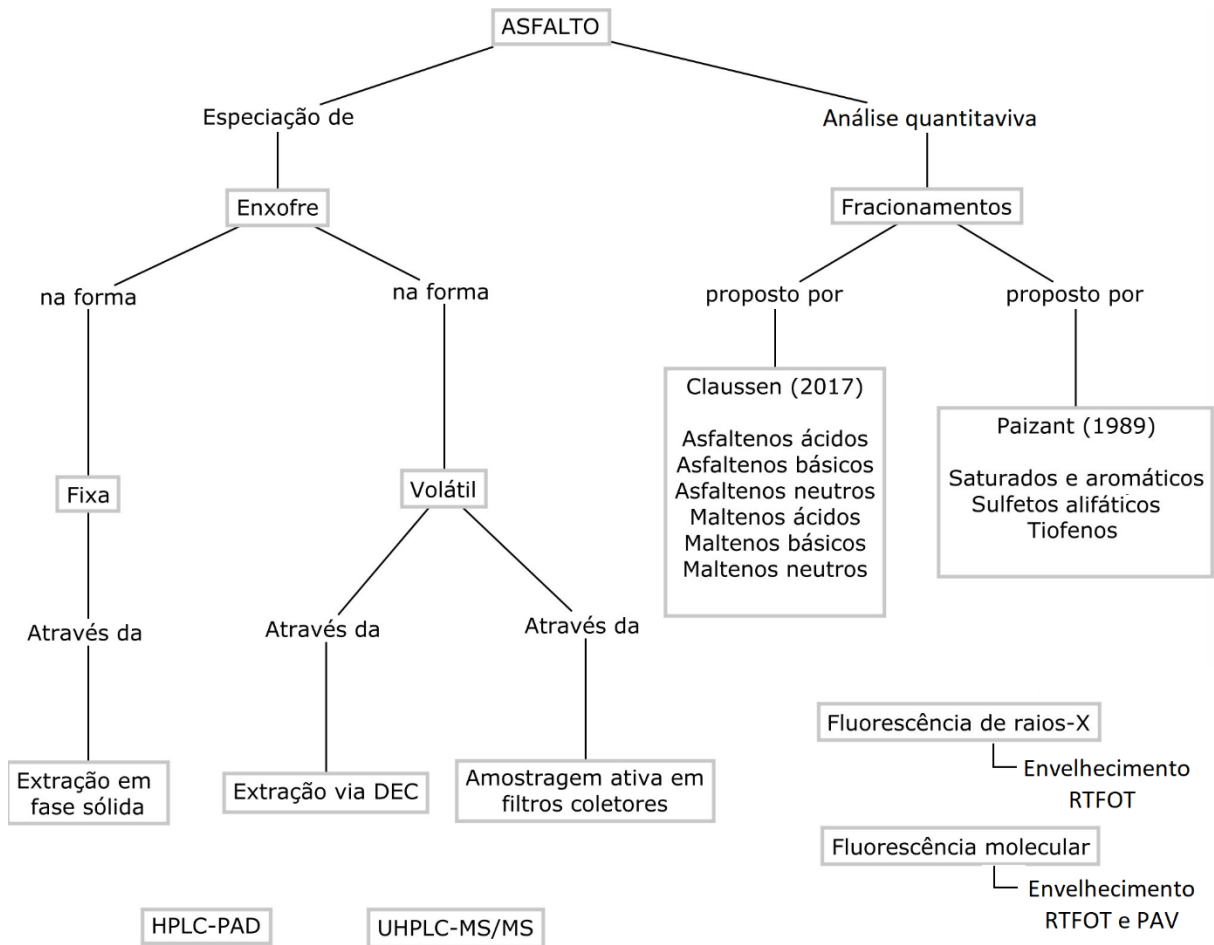 ASFALTO
Especiação de
Análise quantitaviva
Enxofre
Fracionamentos
na forma
na forma
proposto por
proposto por
Claussen (2017)
Asfaltenos ácidos
Asfaltenos básicos
Asfaltenos neutros
Maltenos ácidos
Maltenos básicos
Maltenos neutros
Paizant (1989)
Saturados e aromáticos
Sulfetos alifáticos
Tiofenos
Fixa
Volátil
Através da
Através da
Através da
Extração em
fase sólida
Extração via DEC
Amostragem ativa em
filtros coletores
Fluorescência de raios-X
Envelhecimento
RTFOT
Fluorescência molecular
Envelhecimento
RTFOT e PAV
HPLC-PAD
UHPLC-MS/MS